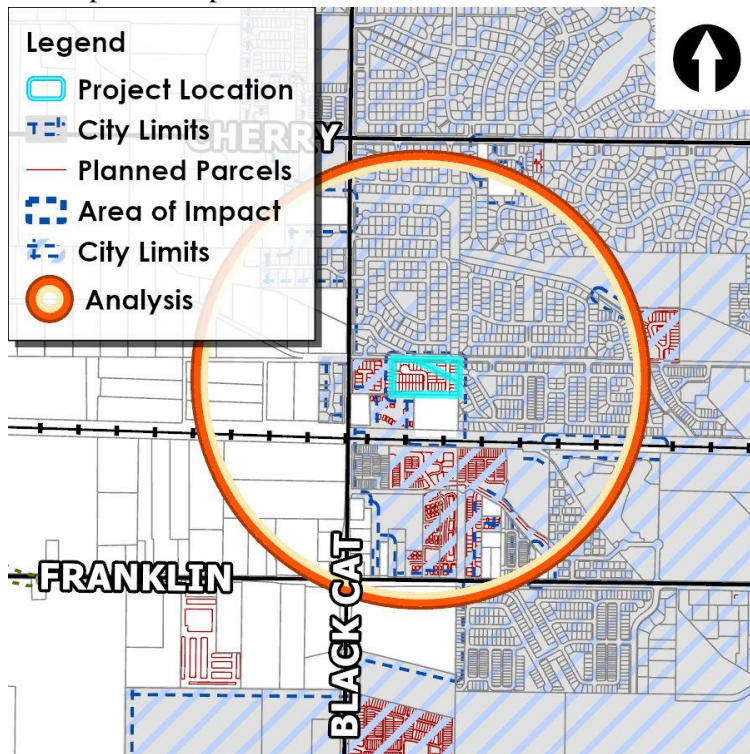 Legend
Project Location
City Limits
Planned Parcels
Area of Impact
City Limits
Analysis
CHERRY
FRANKLIN
BLACK CAT